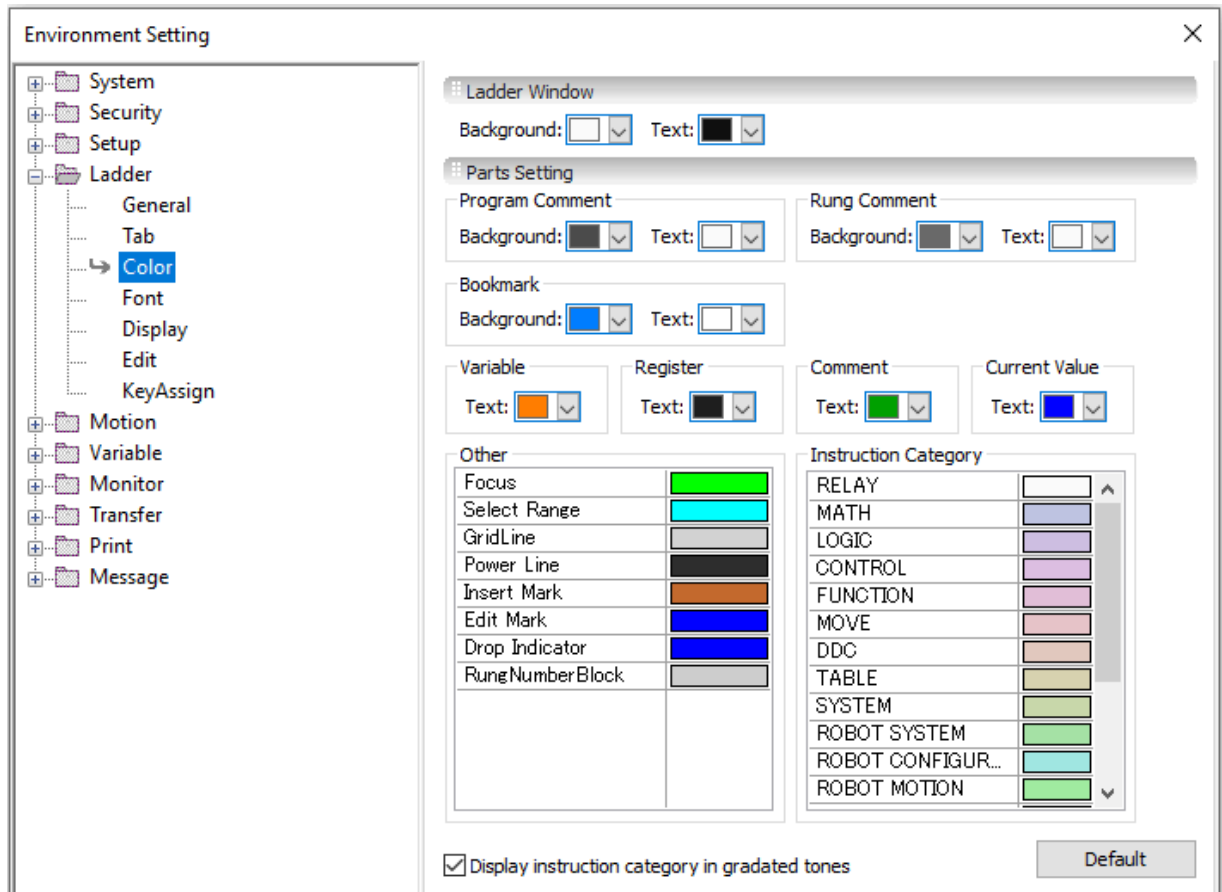 Environment Setting
System
Security
Setup
Ladder
General
Tab
Color
Font
Display
Edit
KeyAssign
Motion
Variable
Monitor
Transfer
Print
Message
Ladder Window
Background: Text:
Parts Setting
Program Comment
Background: Text:
Rung Comment
Background: Text:
Bookmark
Background: Text:
Variable
Text:
Register
Text:
Comment
Text:
Current Value
Text:
Other
Focus
Select Range
GridLine
Power Line
Insert Mark
Edit Mark
Drop Indicator
RungNumberBlock
Instruction Category
RELAY
MATH
LOGIC
CONTROL
FUNCTION
MOVE
DDC
TABLE
SYSTEM
ROBOT SYSTEM
ROBOT CONFIGUR...
ROBOT MOTION
Display instruction category in gradated tones
Default